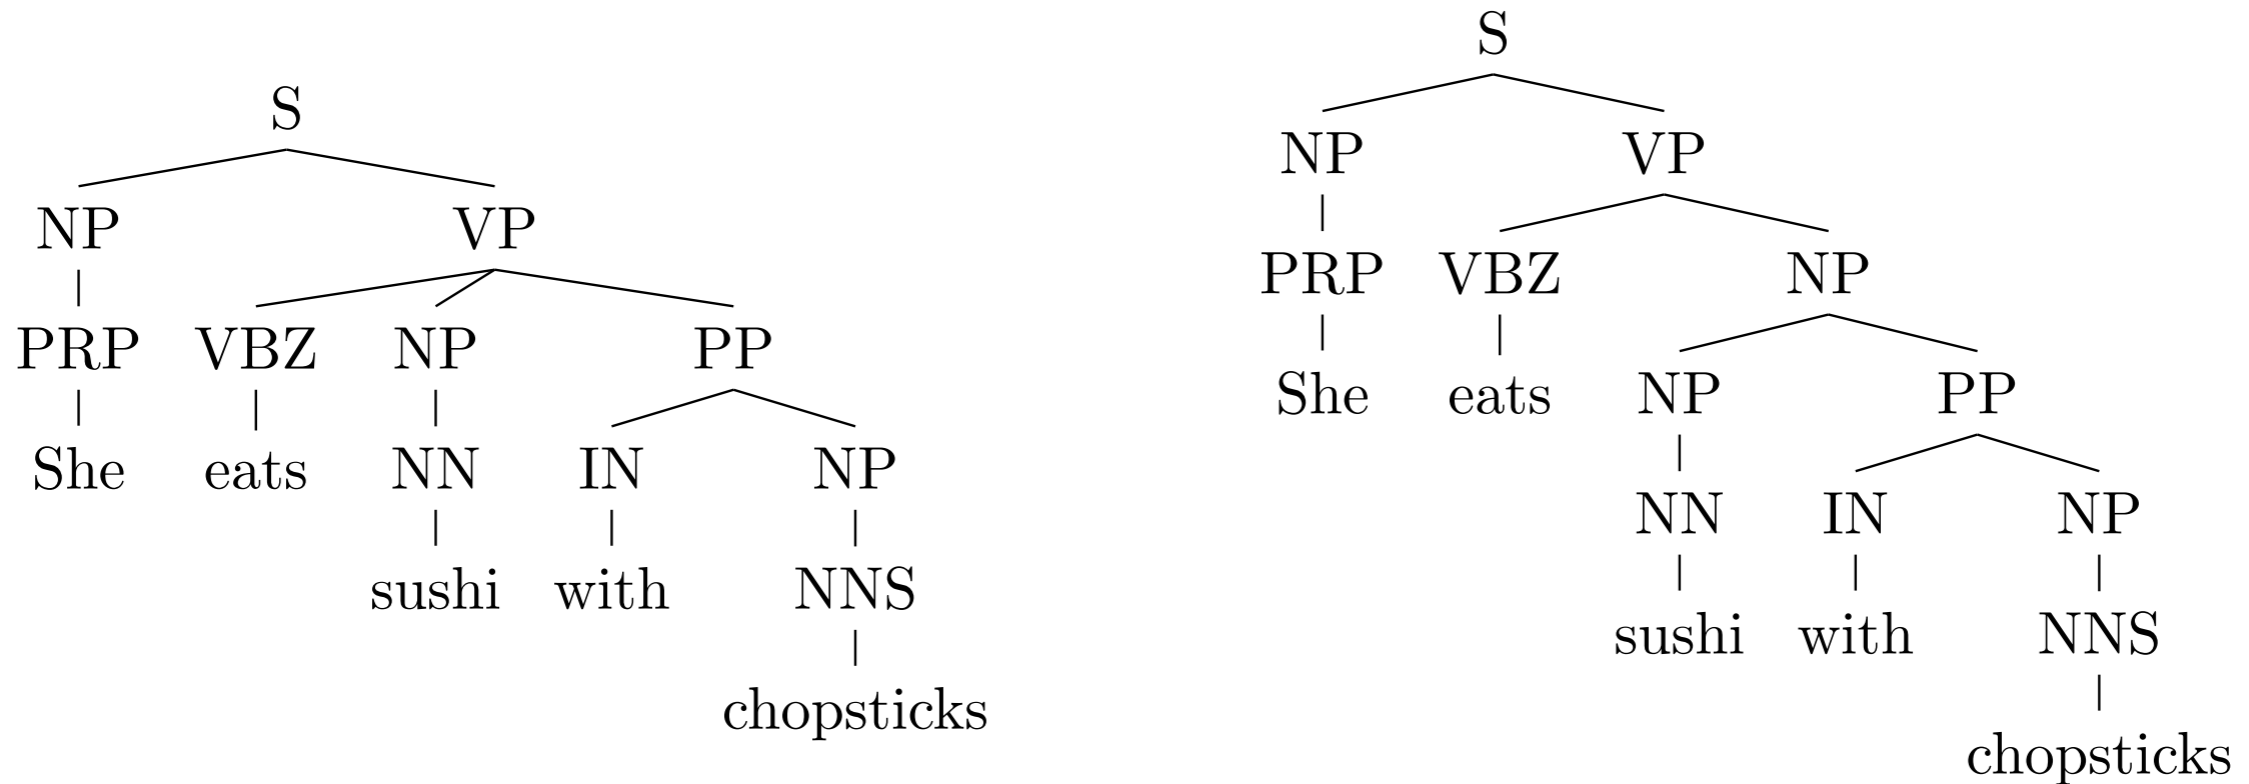 S
NP VP
PRP VBZ NP PP
She eats NN IN NP
sushi with NNS
chopsticks
S
NP VP
PRP VBZ NP
She eats NP PP
NN IN NP
sushi with NNS
chopsticks